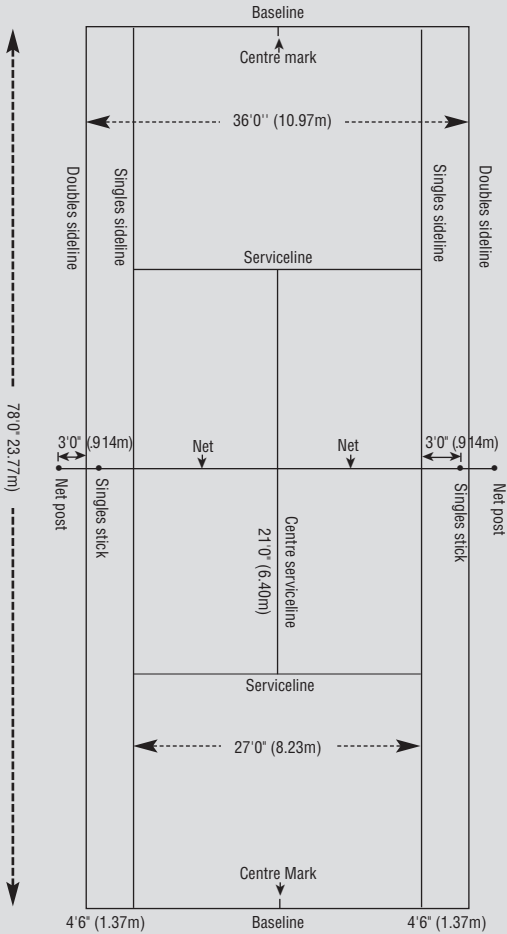 Baseline
Centre mark
36'0'' (10.97m)
Doubles sideline
Singles sideline
Singles sideline
Doubles sideline
Serviceline
78'0" 23.77m)
3'0" (.914m)
Net
Net
3'0" (.914m)
Net post
Singles stick
Centre serviceline
21'0" (6.40m)
Singles stick
Net post
Serviceline
27'0" (8.23m)
Centre Mark
4'6" (1.37m)
Baseline
4'6" (1.37m)